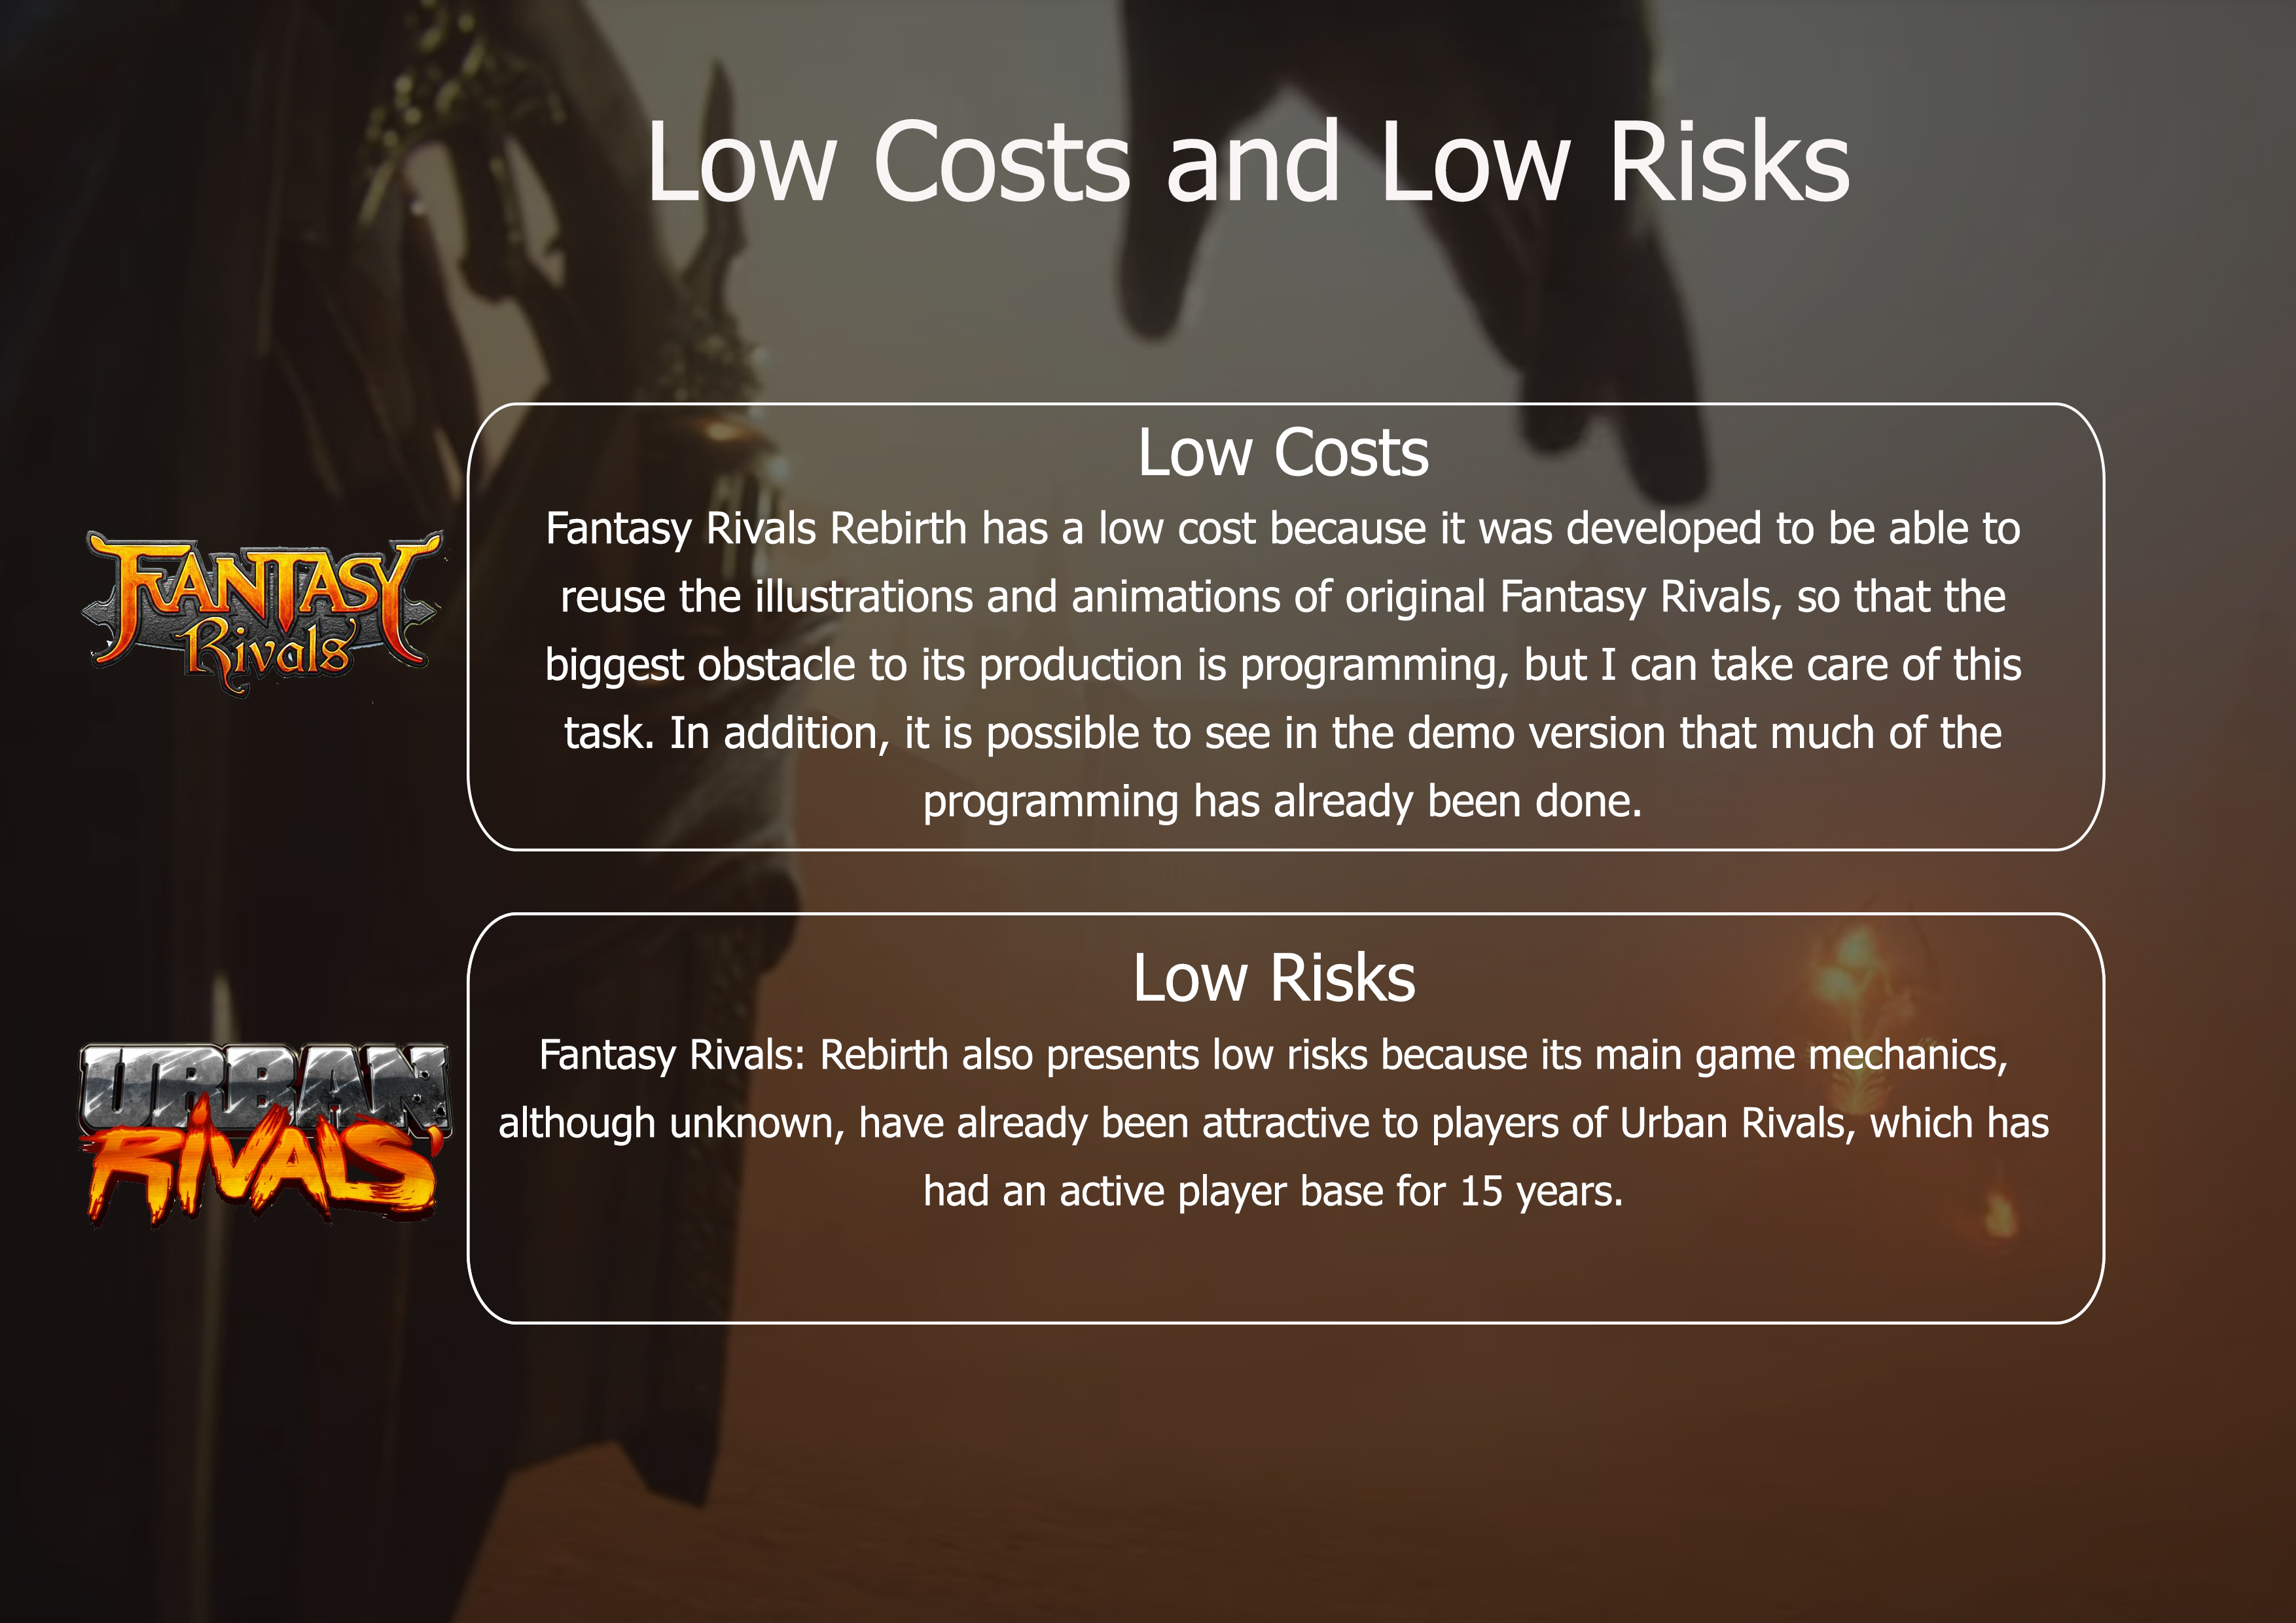 Low Costs and Low Risks
Low Costs
Fantasy Rivals Rebirth has a low cost because it was developed to be able to
reuse the illustrations and animations of original Fantasy Rivals, so that the
biggest obstacle to its production is programming, but I can take care of this
task. In addition, it is possible to see in the demo version that much of the
programming has already been done.
FANTASY
Rivals
Low Risks
Fantasy Rivals: Rebirth also presents low risks because its main game mechanics,
although unknown, have already been attractive to players of Urban Rivals, which has
had an active player base for 15 years.
URBAN
RIVALS